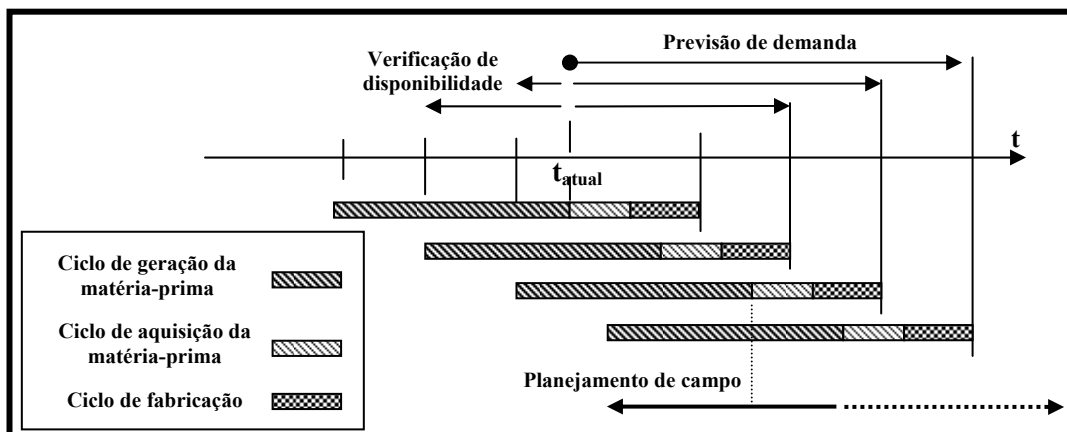 Previsão de demanda
Verificação de
disponibilidade
t
t atual
Ciclo de geração da
matéria-prima
Ciclo de aquisição da
matéria-prima
Ciclo de fabricação
Planejamento de campo